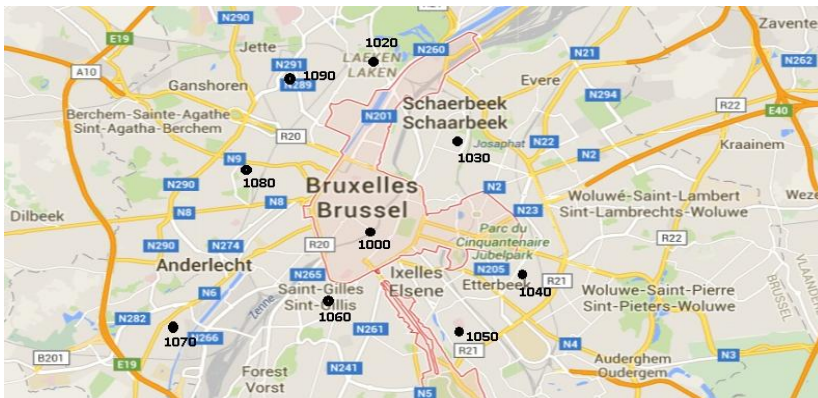 N290
1020
N260
Zavente
E19
Jette
LAEKEN
LAKEN
N21
N262
A10
N291
N289
1090
Ganshoren
Evere
N294
Schaerbeek
Schaarbeek
R22
E40
Berchem-Sainte-Agathe
Sint-Agatha-Berchem
N201
R20
Josaphat
N22
Kraainem
1030
N9
N2
1080
N290
Bruxelles
Brussel
N2
Woluwé-Saint-Lambert
Sint-Lambrechts-Woluwe
Weze
N8
N8
N23
Dilbeek
Parc du
Cinquantenaire
Jubelpark
R22
N290
N274
R20
1000
Anderlecht
N265
Ixelles
Elsene
N205
R21
Etterbeek
1040
Woluwe-Saint-Pierre
Sint-Pieters-Woluwe
VLAANDEREN
BRUSSEL
N6
Zenne
Saint-Gilles
Sint-Gillis
1060
N282
N266
1070
N261
1050
R21
N4
B201
E19
N241
Auderghem
Oudergem
N3
Forest
Vorst
N5